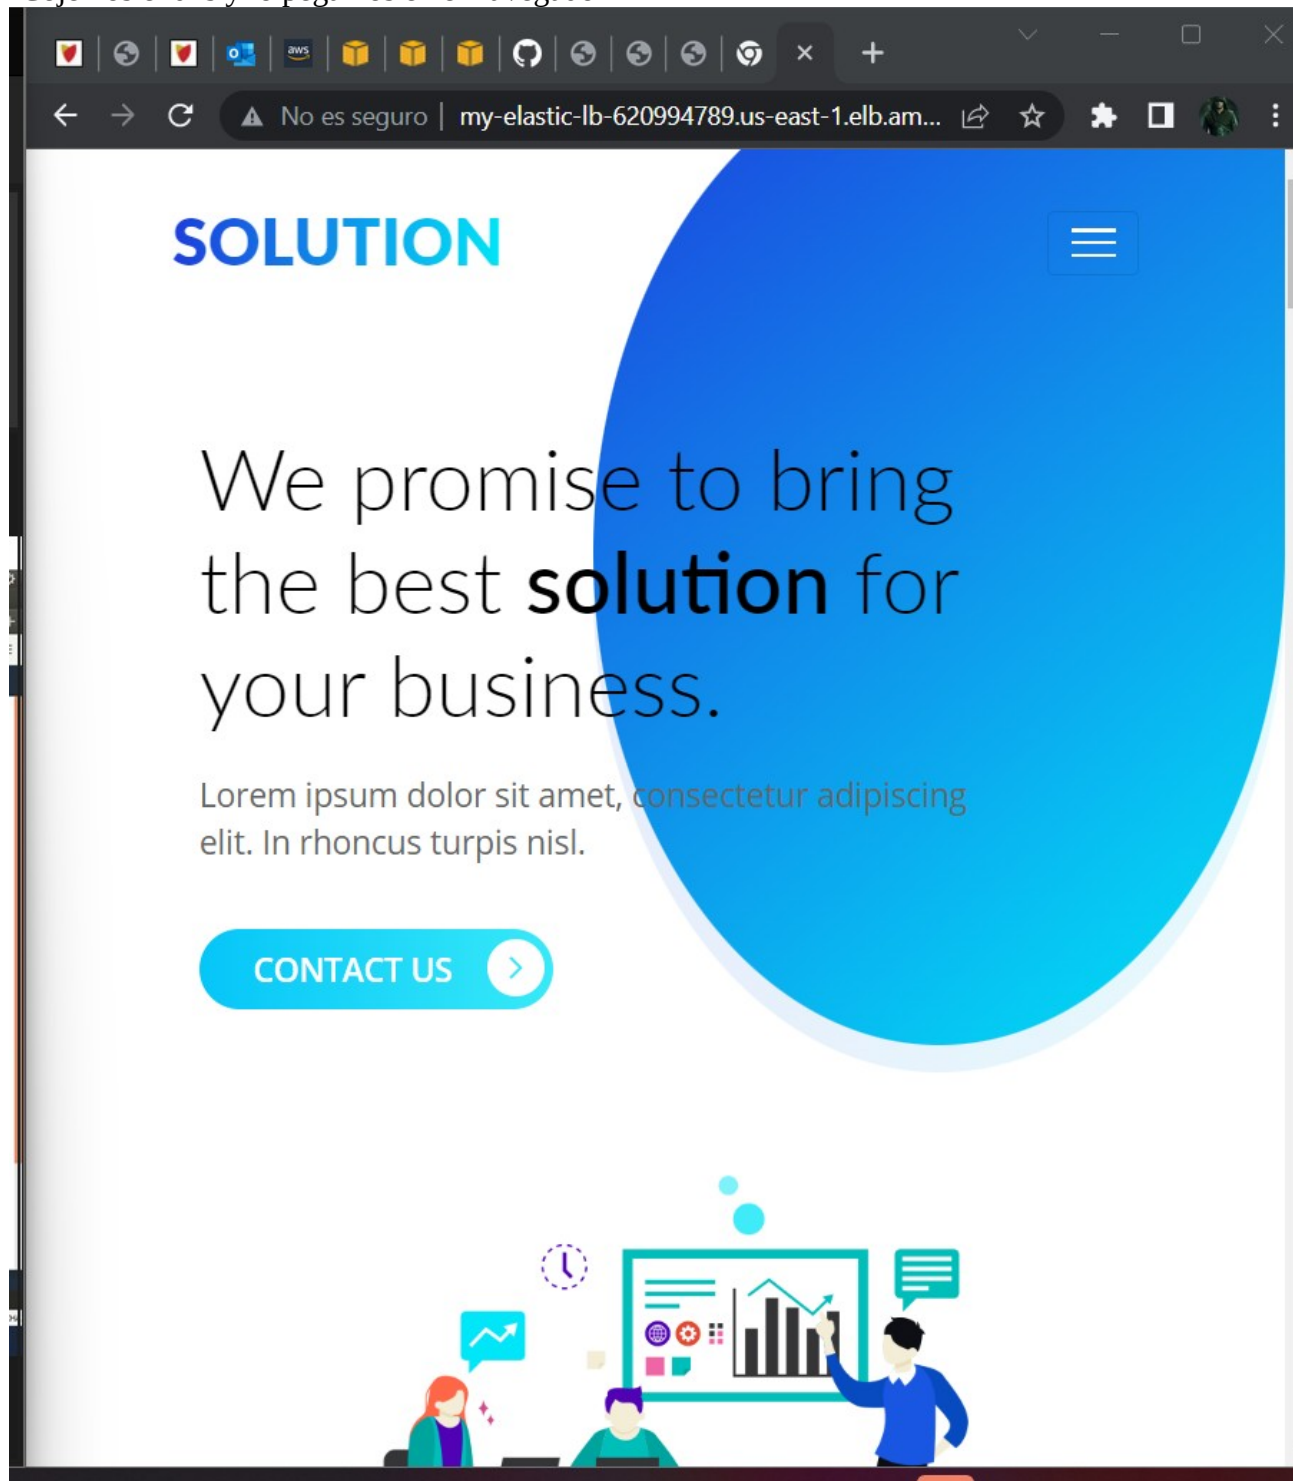 aws
No es seguro | my-elastic-lb-620994789.us-east-1.elb.am...
SOLUTION
We promise to bring
the best solution for
your business.
Lorem ipsum dolor sit amet, consectetur adipiscing
elit. In rhoncus turpis nisl.
CONTACT US